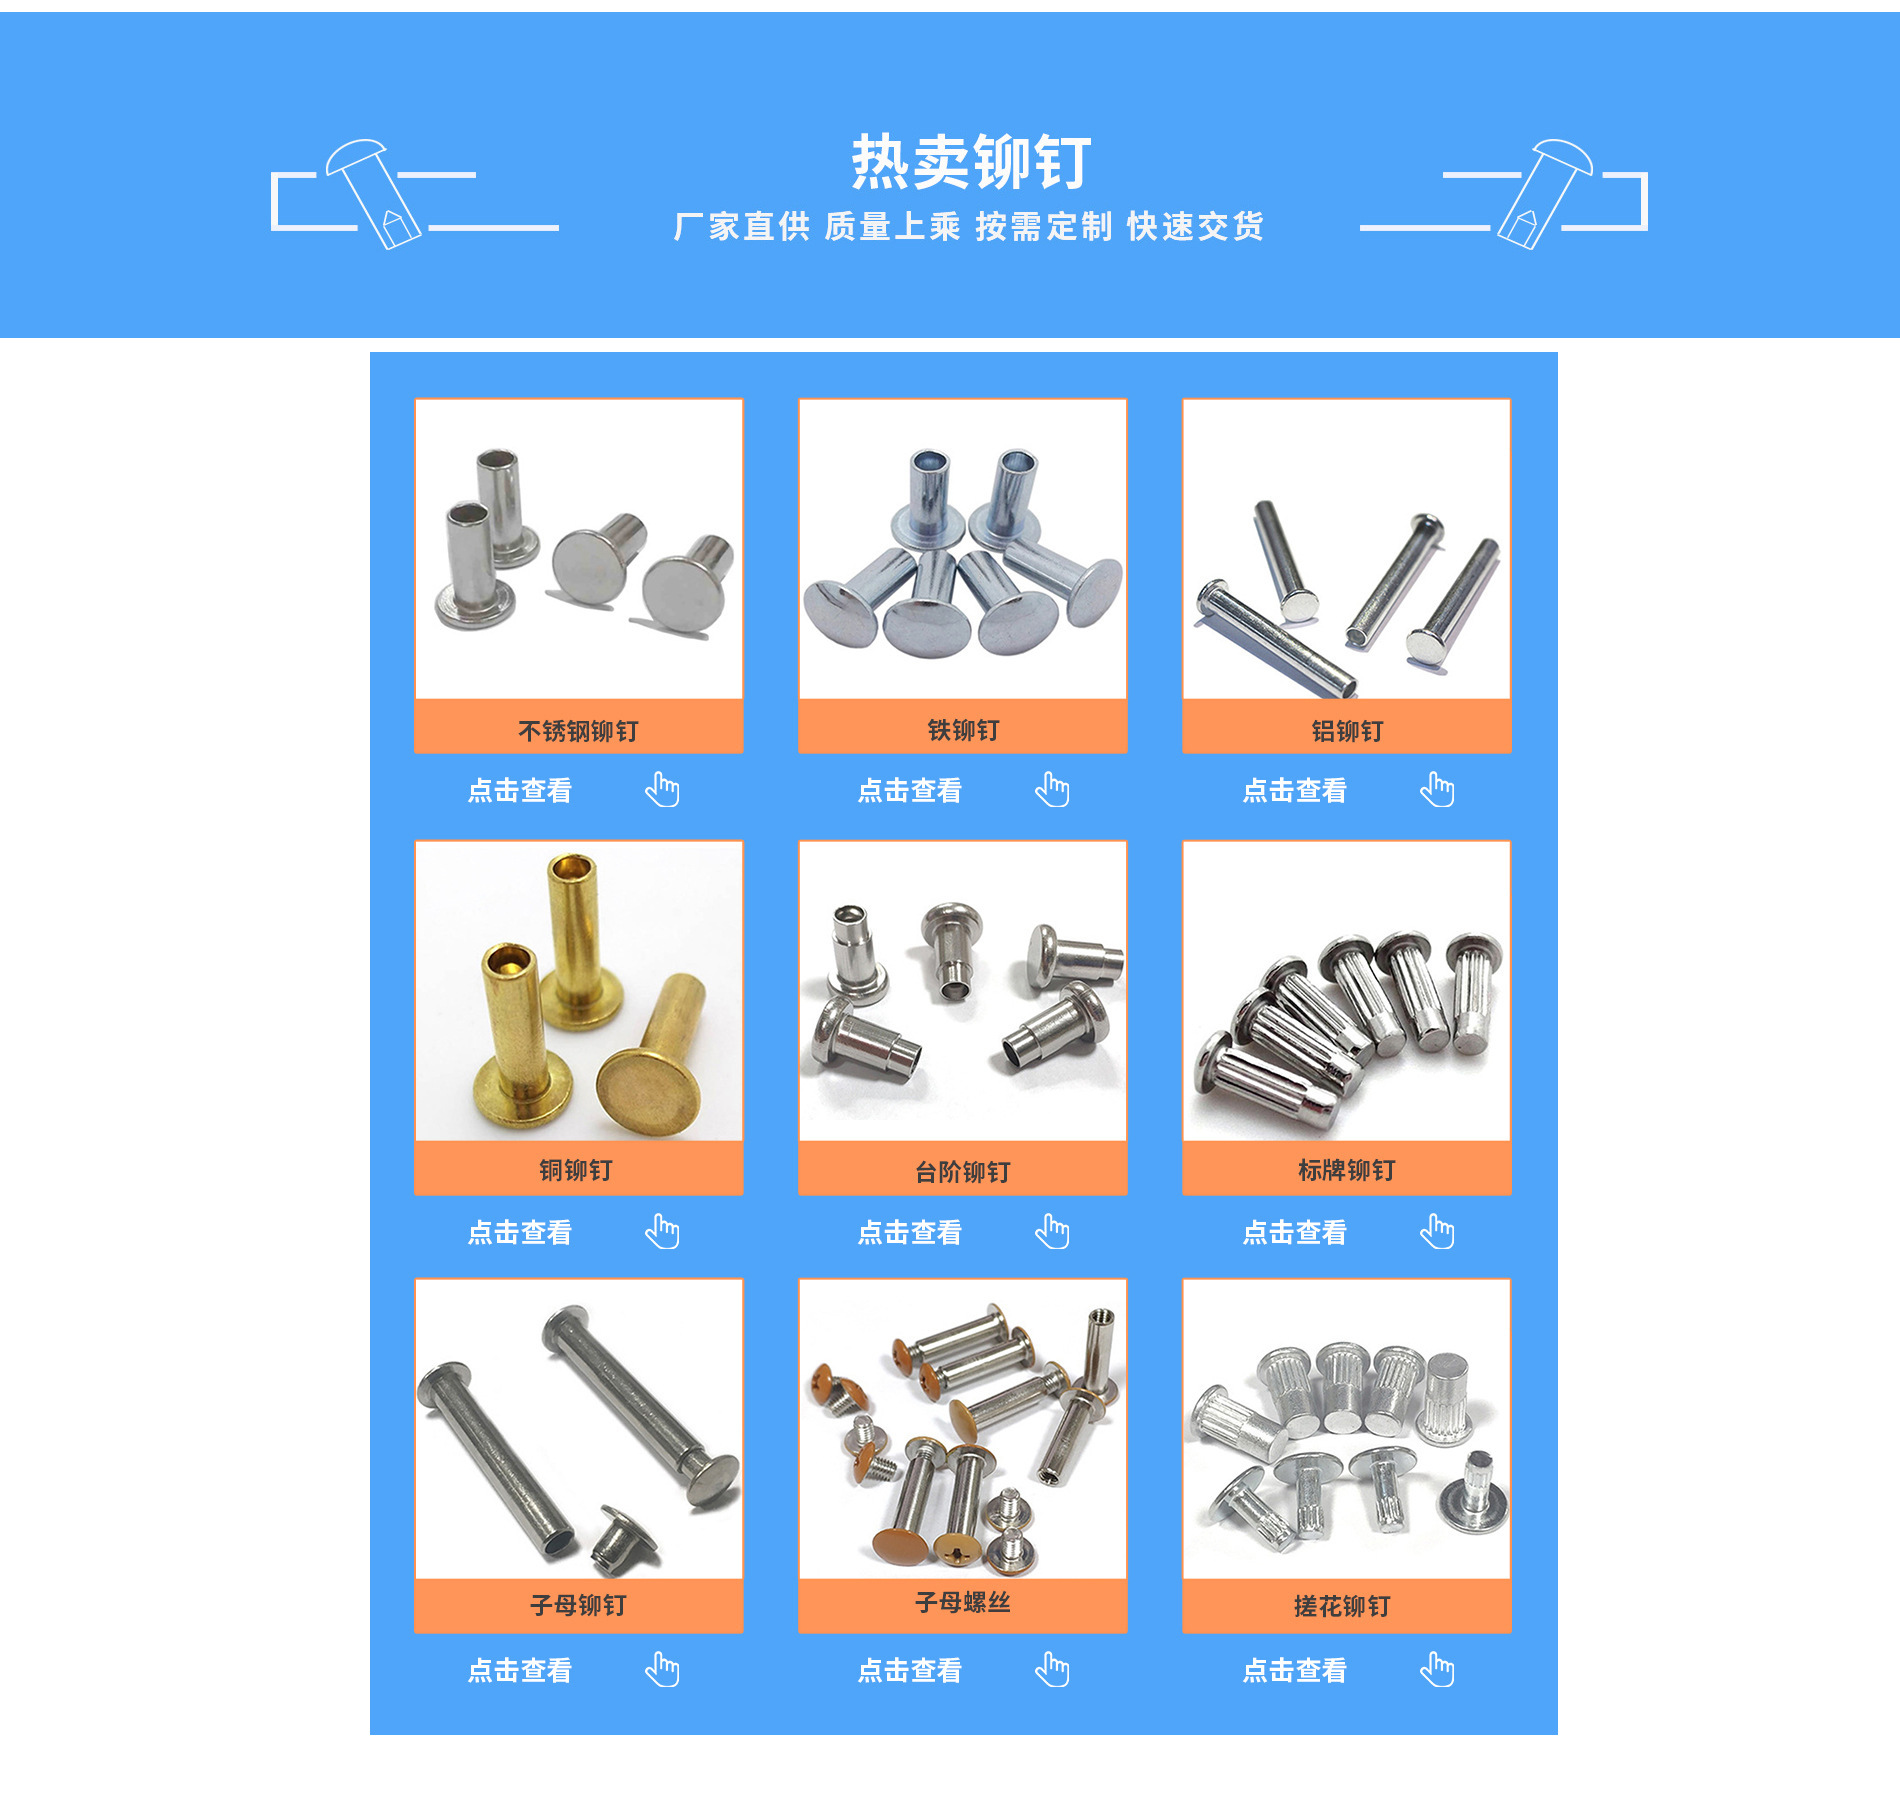 热卖铆钉
厂家直供 质量上乘 按需定制 快速交货
不锈钢铆钉
铁铆钉
铝铆钉
点击查看
点击查看
点击查看
铜铆钉
台阶铆钉
标牌铆钉
点击查看
点击查看
点击查看
子母铆钉
子母螺丝
搓花铆钉
点击查看
点击查看
点击查看